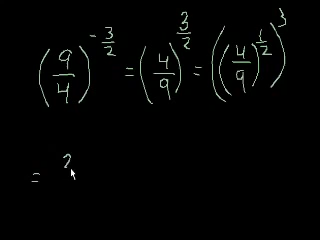 (9/4)^(-3/2) = (4/9)^(3/2) = ((4/9)^(1/2))^3
= 2